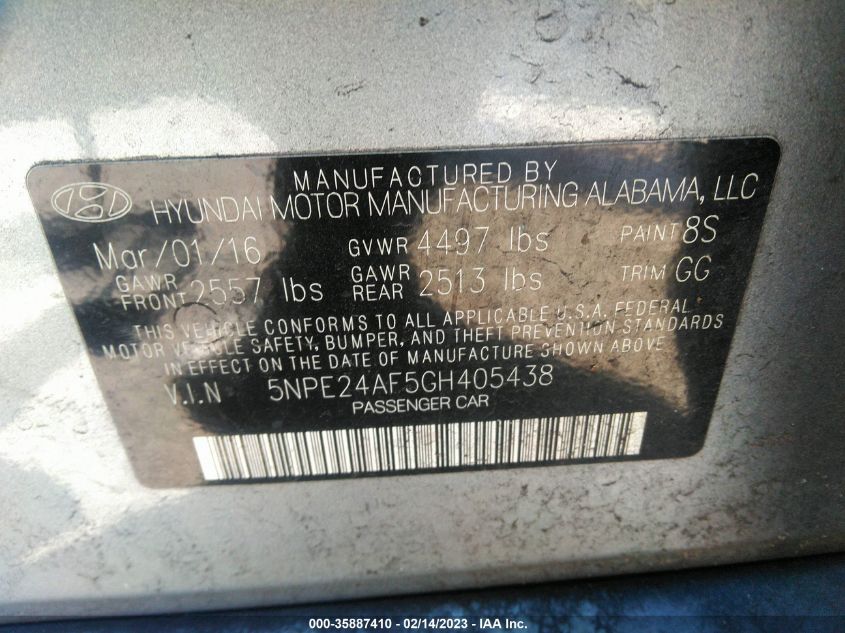 MANUFACTURED BY
HYUNDAI MOTOR MANUFACTURING ALABAMA, LLC
Mar/01/16 GVWR 4497 lbs PAINT 8S
GAWR FRONT 2557 lbs GAWR REAR 2513 lbs TRIM GG
THIS VEHICLE CONFORMS TO ALL APPLICABLE U.S.A. FEDERAL
MOTOR VEHICLE SAFETY, BUMPER, AND THEFT PREVENTION STANDARDS
IN EFFECT ON THE DATE OF MANUFACTURE SHOWN ABOVE
V.I.N 5NPE24AF5GH405438
PASSENGER CAR
000-35887410 - 02/14/2023 - IAA Inc.